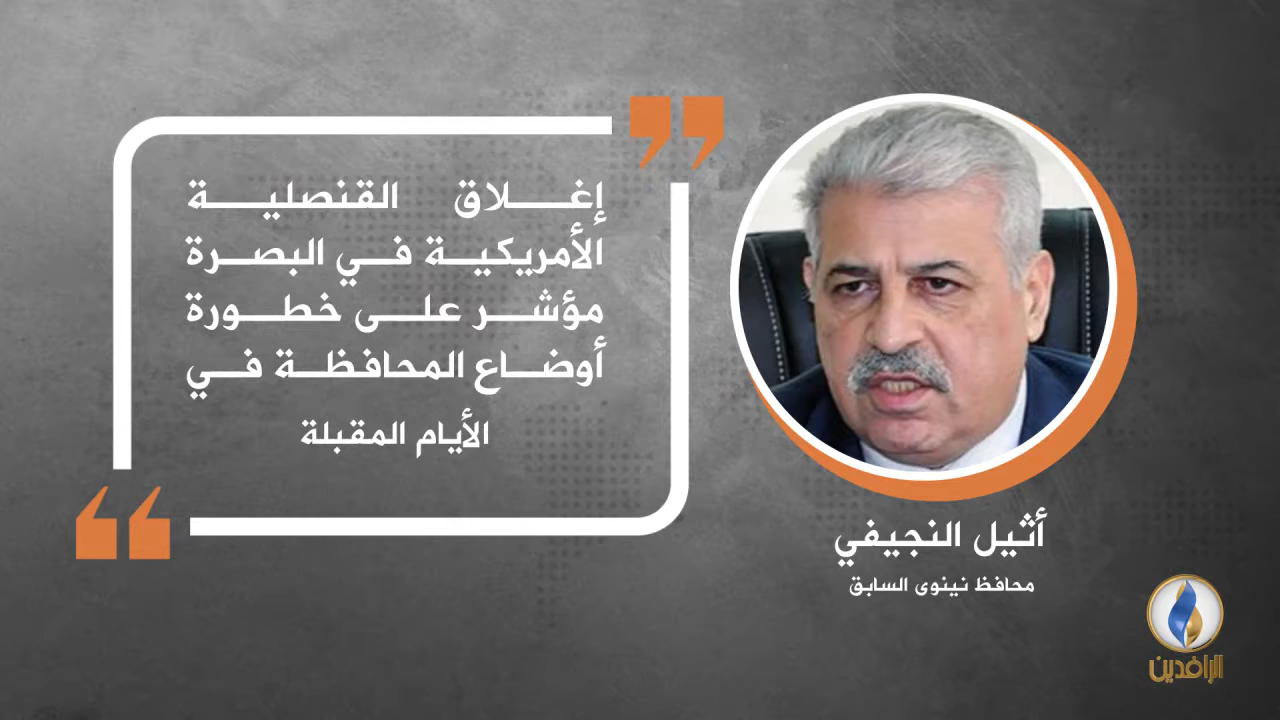 إغلاق القنصلية
الأمريكية في البصرة
مؤشر على خطورة
أوضاع المحافظة في
الأيام المقبلة
أثيل النجيفي
محافظ نينوى السابق
الرافدين